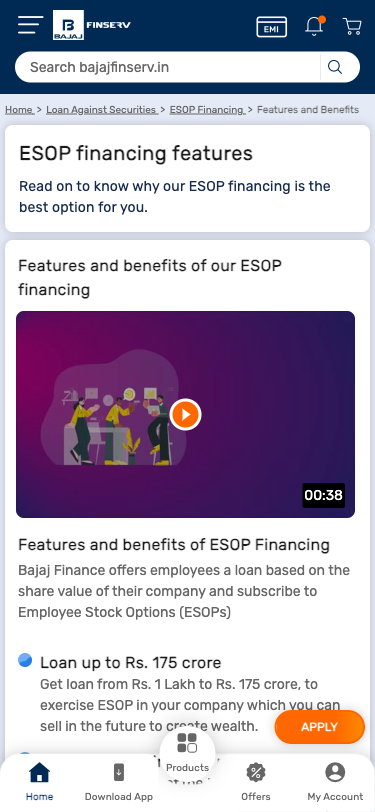 BAJAJ FINSERV
EMI
Search bajajfinserv.in
Home > Loan Against Securities > ESOP Financing > Features and Benefits
ESOP financing features
Read on to know why our ESOP financing is the
best option for you.
Features and benefits of our ESOP
financing
00:38
Features and benefits of ESOP Financing
Bajaj Finance offers employees a loan based on the
share value of their company and subscribe to
Employee Stock Options (ESOPs)
Loan up to Rs. 175 crore
Get loan from Rs. 1 Lakh to Rs. 175 crore, to
exercise ESOP in your company which you can
sell in the future to create wealth.
APPLY
Products
Home
Download App
Offers
My Account